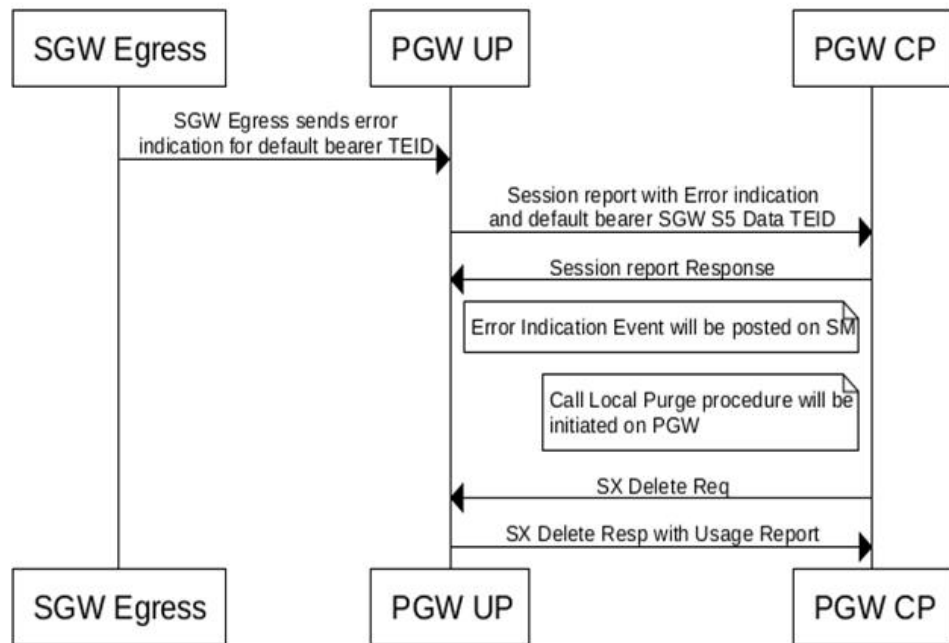 SGW Egress
PGW UP
PGW CP
SGW Egress sends error
indication for default bearer TEID
Session report with Error indication
and default bearer SGW S5 Data TEID
Session report Response
Error Indication Event will be posted on SM
Call Local Purge procedure will be
initiated on PGW
SX Delete Req
SX Delete Resp with Usage Report
SGW Egress
PGW UP
PGW CP